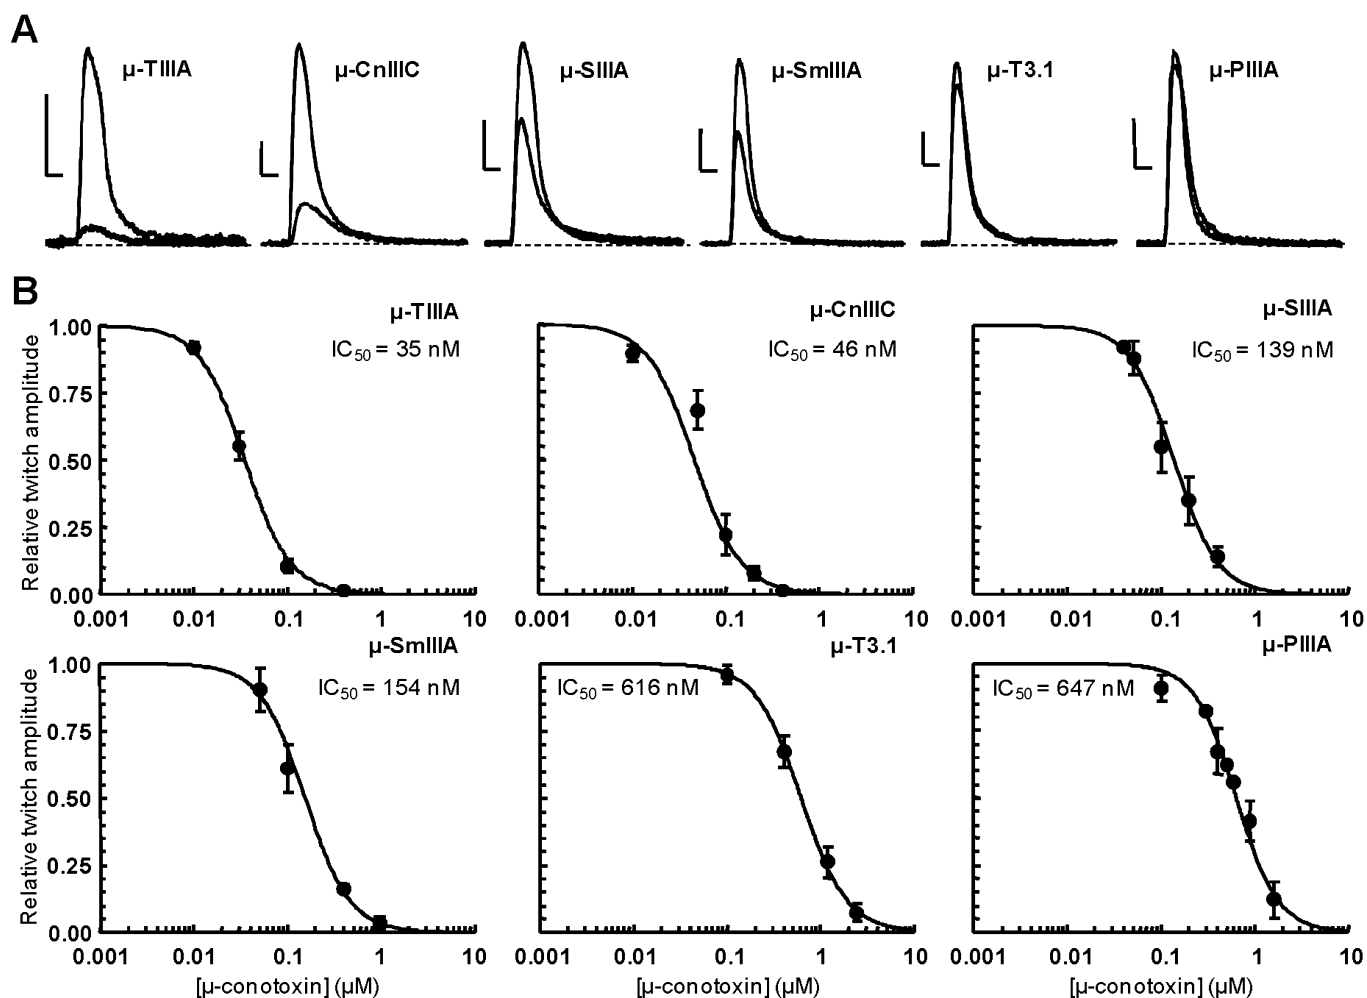 A
μ-TIIIA
μ-CnIIIC
μ-SIIIA
μ-SmIIIA
μ-T3.1
μ-PIIIA
B
μ-TIIIA
IC50 = 35 nM
μ-CnIIIC
IC50 = 46 nM
μ-SIIIA
IC50 = 139 nM
Relative twitch amplitude
1.00
0.75
0.50
0.25
0.00
0.001 0.01 0.1 1 10
0.001 0.01 0.1 1 10
0.001 0.01 0.1 1 10
μ-SmIIIA
IC50 = 154 nM
μ-T3.1
IC50 = 616 nM
μ-PIIIA
IC50 = 647 nM
Relative twitch amplitude
1.00
0.75
0.50
0.25
0.00
0.001 0.01 0.1 1 10
0.001 0.01 0.1 1 10
0.001 0.01 0.1 1 10
[μ-conotoxin] (μM)
[μ-conotoxin] (μM)
[μ-conotoxin] (μM)